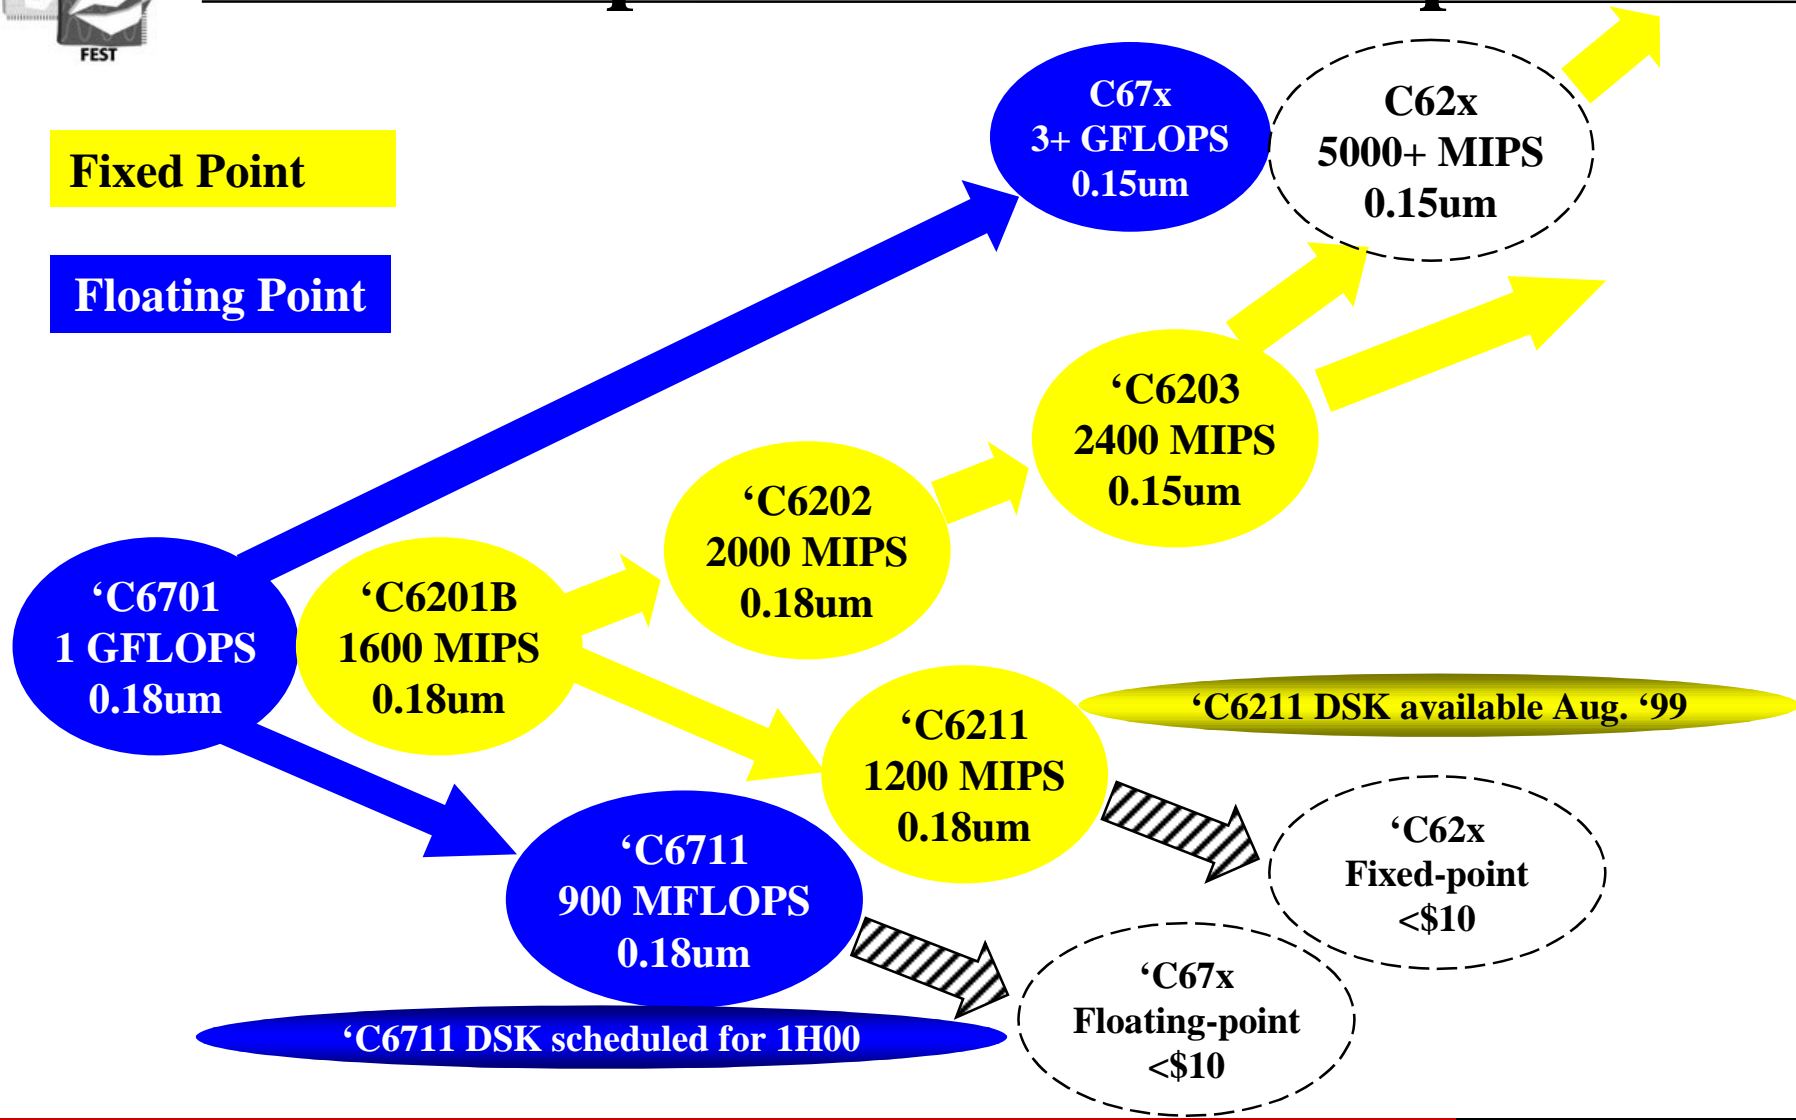 FEST
Fixed Point
Floating Point
C67x
3+ GFLOPS
0.15um
C62x
5000+ MIPS
0.15um
‘C6203
2400 MIPS
0.15um
‘C6202
2000 MIPS
0.18um
‘C6701
1 GFLOPS
0.18um
‘C6201B
1600 MIPS
0.18um
‘C6211
1200 MIPS
0.18um
‘C6211 DSK available Aug. ‘99
‘C6711
900 MFLOPS
0.18um
‘C62x
Fixed-point
<$10
‘C67x
Floating-point
<$10
‘C6711 DSK scheduled for 1H00